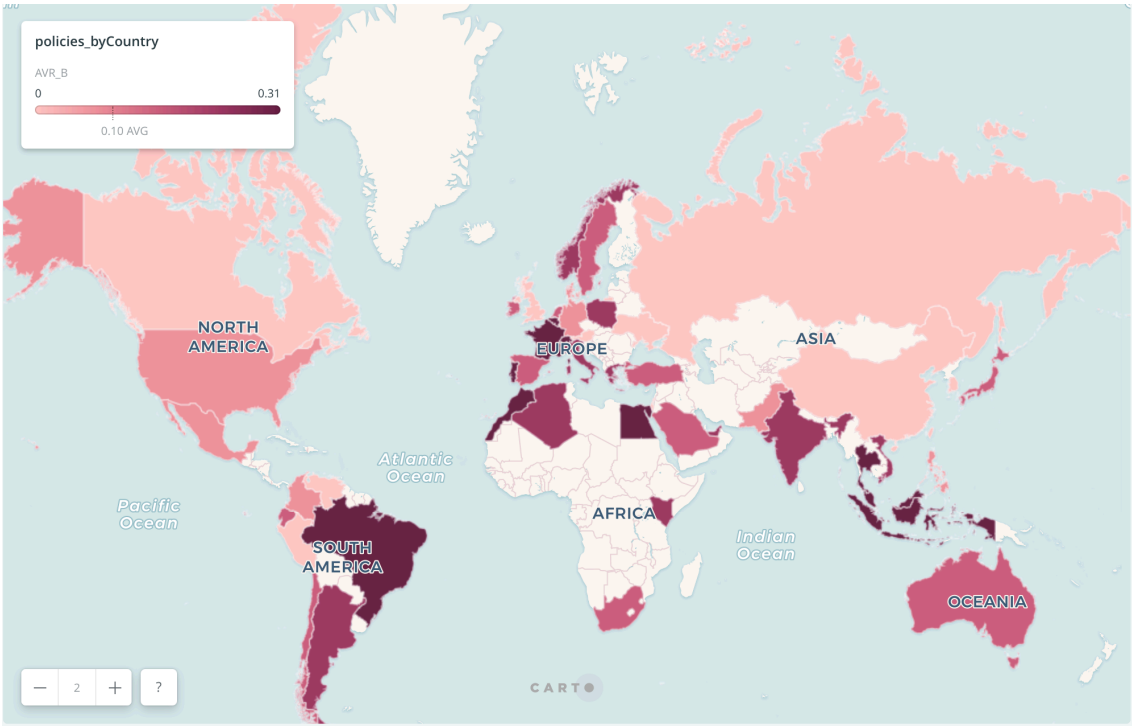 policies_byCountry
AVR_B
0 0.31
0.10 AVG
NORTH
AMERICA
EUROPE
ASIA
Atlantic
Ocean
Pacific
Ocean
AFRICA
Indian
Ocean
SOUTH
AMERICA
OCEANIA
− 2 + ?
CARTO